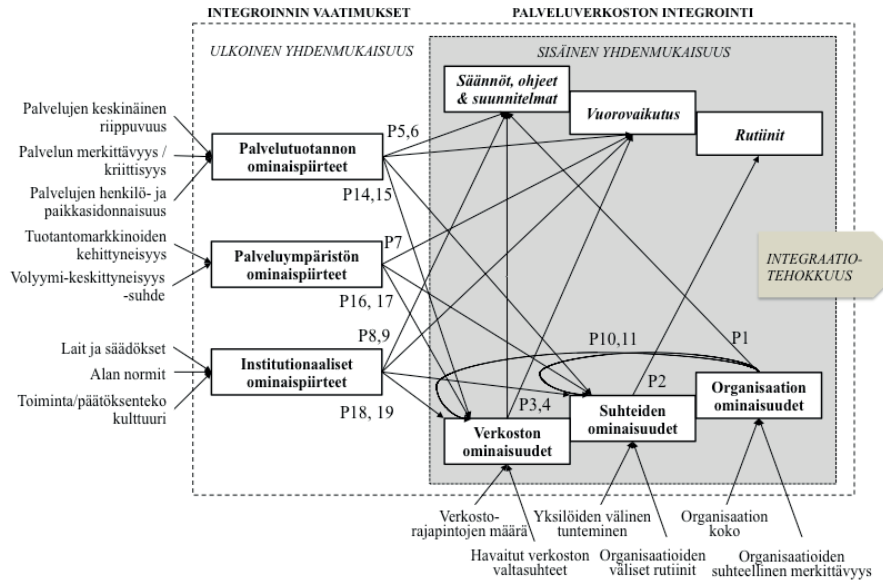 INTEGROINNIN VAATIMUKSET
PALVELUVERKOSTON INTEGROINTI
ULKOINEN YHDENMUKAISUUS
SISÄINEN YHDENMUKAISUUS
Säännöt, ohjeet
& suunnitelmat
Vuorovaikutus
Rutiinit
Palvelujen keskinäinen
riippuvuus
Palvelun merkittävyys /
kriittisyys
Palvelujen henkilö- ja
paikkasidonnaisuus
Palvelutuotannon
ominaispiirteet
P5,6
P14,15
Tuotantomarkkinoiden
kehittyneisyys
Volyymi-keskittyneisyys
-suhde
Palveluympäristön
ominaispiirteet
P7
P16, 17
INTEGRAATIO-
TEHOKKUUS
Lait ja säädökset
Alan normit
Toiminta/päätöksenteko
kulttuuri
Institutionaaliset
ominaispiirteet
P8,9
P18, 19
P10,11
P1
P2
P3,4
Verkoston
ominaisuudet
Suhteiden
ominaisuudet
Organisaation
ominaisuudet
Verkosto-
rajapintojen määrä
Yksilöiden välinen
tunteminen
Organisaation
koko
Havaitut verkoston
valtasuhteet
Organisaatioiden
väliset rutiinit
Organisaatioiden
suhteellinen merkittävyys